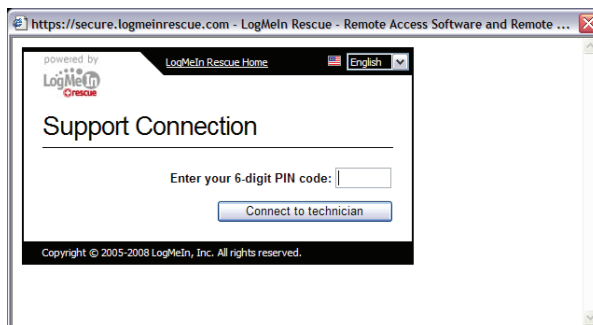 https://secure.logmeinrescue.com - LogMeIn Rescue - Remote Access Software and Remote ...
powered by
LogMeIn
rescue
LogMeIn Rescue Home
English
Support Connection
Enter your 6-digit PIN code:
Connect to technician
Copyright © 2005-2008 LogMeIn, Inc. All rights reserved.